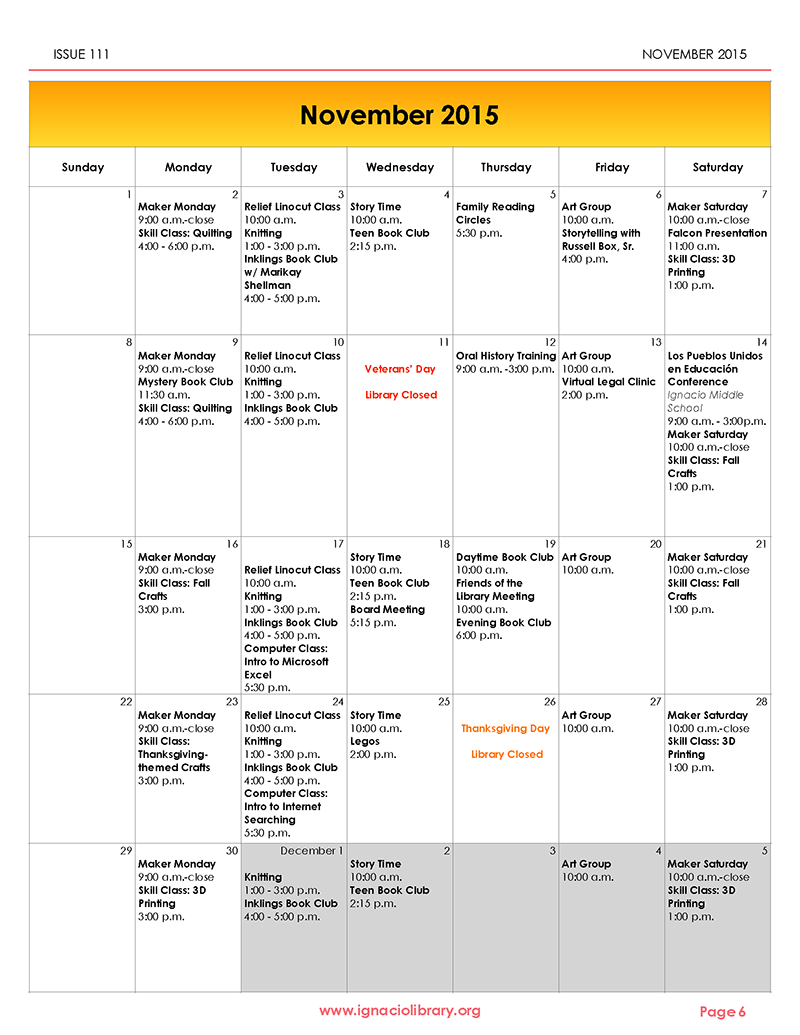 ISSUE 111
NOVEMBER 2015
November 2015
Sunday
Monday
Tuesday
Wednesday
Thursday
Friday
Saturday
1
2
Maker Monday
9:00 a.m.-close
Skill Class: Quilting
4:00 - 6:00 p.m.
3
Relief Linocut Class
10:00 a.m.
Knitting
1:00 - 3:00 p.m.
Inklings Book Club
w/ Marikay
Shellman
4:00 - 5:00 p.m.
4
Story Time
10:00 a.m.
Teen Book Club
2:15 p.m.
5
Family Reading
Circles
5:30 p.m.
6
Art Group
10:00 a.m.
Storytelling with
Russell Box, Sr.
4:00 p.m.
7
Maker Saturday
10:00 a.m.-close
Falcon Presentation
11:00 a.m.
Skill Class: 3D
Printing
1:00 p.m.
8
9
Maker Monday
9:00 a.m.-close
Mystery Book Club
11:30 a.m.
Skill Class: Quilting
4:00 - 6:00 p.m.
10
Relief Linocut Class
10:00 a.m.
Knitting
1:00 - 3:00 p.m.
Inklings Book Club
4:00 - 5:00 p.m.
11
Veterans' Day
Library Closed
12
Oral History Training
9:00 a.m. -3:00 p.m.
13
Art Group
10:00 a.m.
Virtual Legal Clinic
2:00 p.m.
14
Los Pueblos Unidos
en Educación
Conference
Ignacio Middle
School
9:00 a.m. - 3:00p.m.
Maker Saturday
10:00 a.m.-close
Skill Class: Fall
Crafts
1:00 p.m.
15
16
Maker Monday
9:00 a.m.-close
Skill Class: Fall
Crafts
3:00 p.m.
17
Relief Linocut Class
10:00 a.m.
Knitting
1:00 - 3:00 p.m.
Inklings Book Club
4:00 - 5:00 p.m.
Computer Class:
Intro to Microsoft
Excel
5:30 p.m.
18
Story Time
10:00 a.m.
Teen Book Club
2:15 p.m.
Board Meeting
5:15 p.m.
19
Daytime Book Club
10:00 a.m.
Friends of the
Library Meeting
10:00 a.m.
Evening Book Club
6:00 p.m.
20
Art Group
10:00 a.m.
21
Maker Saturday
10:00 a.m.-close
Skill Class: Fall
Crafts
1:00 p.m.
22
23
Maker Monday
9:00 a.m.-close
Skill Class:
Thanksgiving-
themed Crafts
3:00 p.m.
24
Relief Linocut Class
10:00 a.m.
Knitting
1:00 - 3:00 p.m.
Inklings Book Club
4:00 - 5:00 p.m.
Computer Class:
Intro to Internet
Searching
5:30 p.m.
25
Story Time
10:00 a.m.
Legos
2:00 p.m.
26
Thanksgiving Day
Library Closed
27
Art Group
10:00 a.m.
28
Maker Saturday
10:00 a.m.-close
Skill Class: 3D
Printing
1:00 p.m.
29
30
Maker Monday
9:00 a.m.-close
Skill Class: 3D
Printing
3:00 p.m.
December 1
Knitting
1:00 - 3:00 p.m.
Inklings Book Club
4:00 - 5:00 p.m.
2
Story Time
10:00 a.m.
Teen Book Club
2:15 p.m.
3
4
Art Group
10:00 a.m.
5
Maker Saturday
10:00 a.m.-close
Skill Class: 3D
Printing
1:00 p.m.
www.ignaciolibrary.org
Page 6